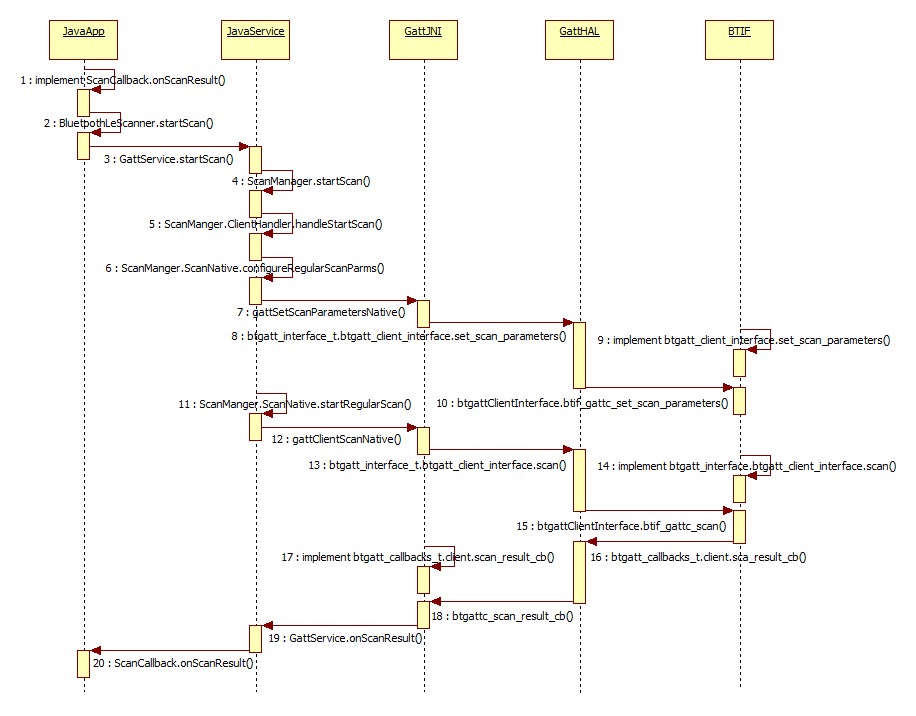 JavaApp
JavaService
GattJNI
GattHAL
BTIF
1 : implement ScanCallback.onScanResult()
2 : BluetpothLeScanner.startScan()
3 : GattService.startScan()
4 : ScanManager.startScan()
5 : ScanManger.ClientHandler.handleStartScan()
6 : ScanManger.ScanNative.configureRegularScanParms()
7 : gattSetScanParametersNative()
8 : btgatt_interface_t.btgatt_client_interface.set_scan_parameters()
9 : implement btgatt_client_interface.set_scan_parameters()
10 : btgattClientInterface.btif_gattc_set_scan_parameters()
11 : ScanManger.ScanNative.startRegularScan()
12 : gattClientScanNative()
13 : btgatt_interface_t.btgatt_client_interface.scan()
14 : implement btgatt_interface.btgatt_client_interface.scan()
15 : btgattClientInterface.btif_gattc_scan()
16 : btgatt_callbacks_t.client.sca_result_cb()
17 : implement btgatt_callbacks_t.client.scan_result_cb()
18 : btgattc_scan_result_cb()
19 : GattService.onScanResult()
20 : ScanCallback.onScanResult()